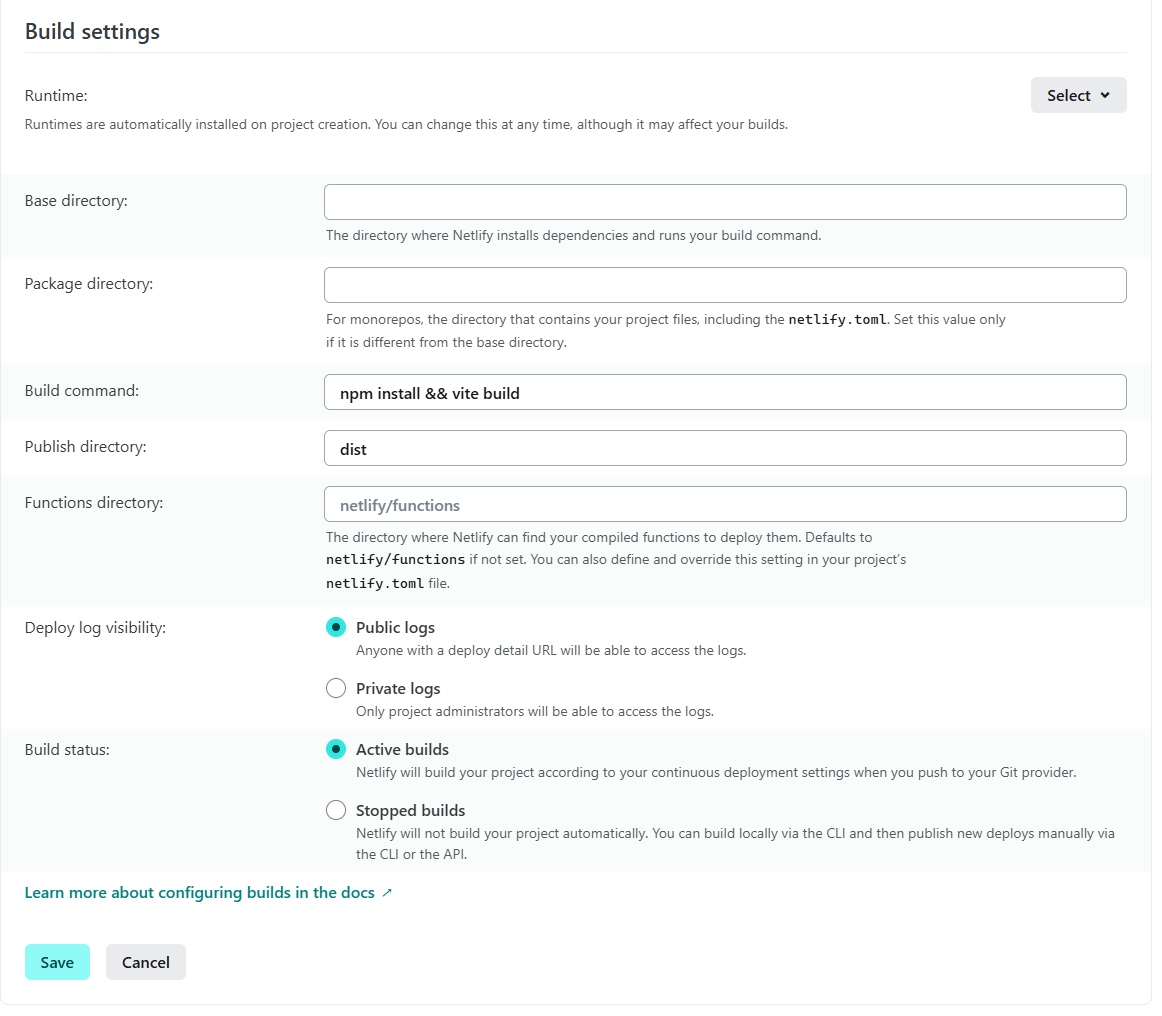 Build settings
Runtime:
Select
Runtimes are automatically installed on project creation. You can change this at any time, although it may affect your builds.
Base directory:
The directory where Netlify installs dependencies and runs your build command.
Package directory:
For monorepos, the directory that contains your project files, including the netlify.toml. Set this value only
if it is different from the base directory.
Build command:
npm install && vite build
Publish directory:
dist
Functions directory:
netlify/functions
The directory where Netlify can find your compiled functions to deploy them. Defaults to
netlify/functions if not set. You can also define and override this setting in your project's
netlify.toml file.
Deploy log visibility:
Public logs
Anyone with a deploy detail URL will be able to access the logs.
Private logs
Only project administrators will be able to access the logs.
Build status:
Active builds
Netlify will build your project according to your continuous deployment settings when you push to your Git provider.
Stopped builds
Netlify will not build your project automatically. You can build locally via the CLI and then publish new deploys manually via
the CLI or the API.
Learn more about configuring builds in the docs ↗
Save
Cancel